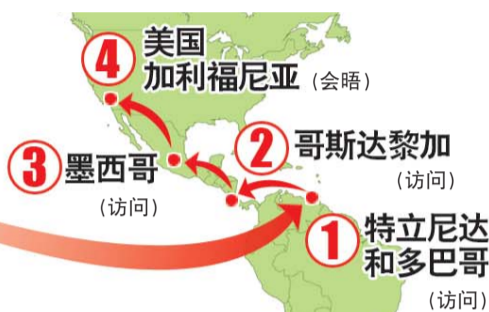 ④ 美国
加利福尼亚（会晤）
② 哥斯达黎加
（访问）
③ 墨西哥
（访问）
① 特立尼达
和多巴哥
（访问）